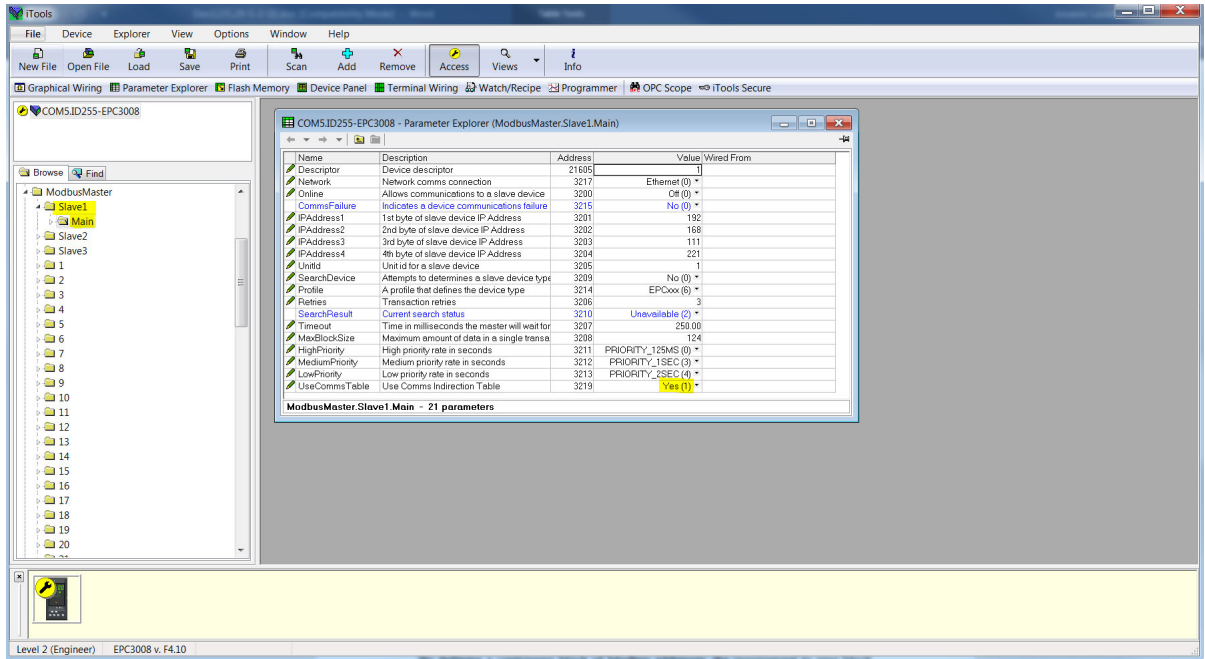 iTools
File Device Explorer View Options Window Help
New File Open File Load Save Print Scan Add Remove Access Views Info
Graphical Wiring Parameter Explorer Flash Memory Device Panel Terminal Wiring Watch/Recipe Programmer OPC Scope iTools Secure
COM5.ID255-EPC3008
Browse Find
ModbusMaster
Slave1
Main
Slave2
Slave3
1
2
3
4
5
6
7
8
9
10
11
12
13
14
15
16
17
18
19
20
COM5.ID255-EPC3008 - Parameter Explorer (ModbusMaster.Slave1.Main)
Name Description Address Value Wired From
Descriptor Device descriptor 21605 1
Network Network comms connection 3217 Ethernet (0)
Online Allows communications to a slave device 3200 Off (0)
CommsFailure Indicates a device communications failure 3215 No (0)
IPAddress1 1st byte of slave device IP Address 3201 192
IPAddress2 2nd byte of slave device IP Address 3202 168
IPAddress3 3rd byte of slave device IP Address 3203 111
IPAddress4 4th byte of slave device IP Address 3204 221
UnitId Unit id for a slave device 3205 1
SearchDevice Attempts to determines a slave device type 3209 No (0)
Profile A profile that defines the device type 3214 EPCxxx (6)
Retries Transaction retries 3206 3
SearchResult Current search status 3210 Unavailable (2)
Timeout Time in milliseconds the master will wait for 3207 250.00
MaxBlockSize Maximum amount of data in a single transa 3208 124
HighPriority High priority rate in seconds 3211 PRIORITY_125MS (0)
MediumPriority Medium priority rate in seconds 3212 PRIORITY_1SEC (3)
LowPriority Low priority rate in seconds 3213 PRIORITY_2SEC (4)
UseCommsTable Use Comms Indirection Table 3219 Yes (1)
ModbusMaster.Slave1.Main - 21 parameters
Level 2 (Engineer) EPC3008 v. F4.10